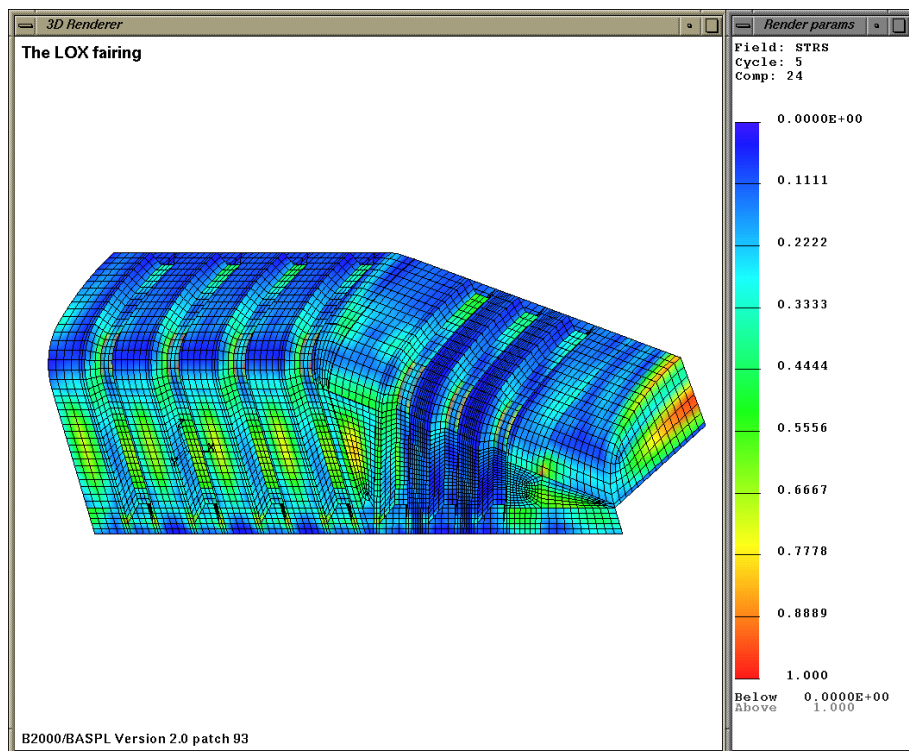 3D Renderer
The LOX fairing
B2000/BASPL Version 2.0 patch 93
Render params
Field: STRS
Cycle: 5
Comp: 24
0.0000E+00
0.1111
0.2222
0.3333
0.4444
0.5556
0.6667
0.7778
0.8889
1.000
Below 0.0000E+00
Above 1.000